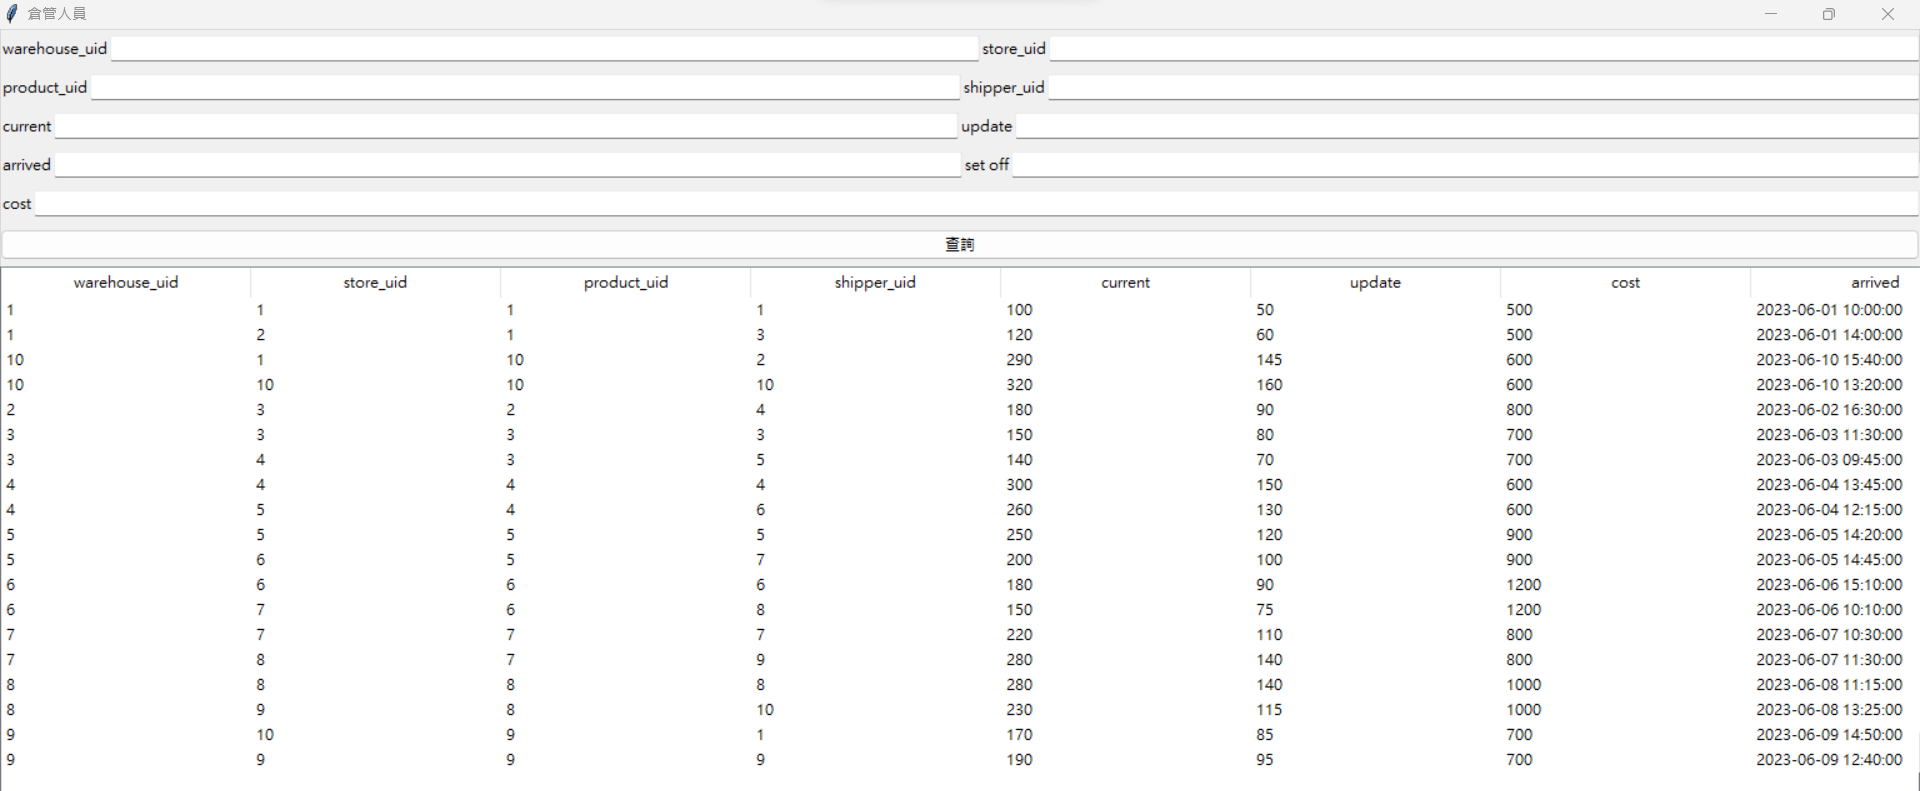 倉管人員
warehouse_uid store_uid
product_uid shipper_uid
current update
arrived set off
cost
查詢
warehouse_uid store_uid product_uid shipper_uid current update cost arrived
1 1 1 1 100 50 500 2023-06-01 10:00:00
1 2 1 3 120 60 500 2023-06-01 14:00:00
10 1 10 2 290 145 600 2023-06-10 15:40:00
10 10 10 10 320 160 600 2023-06-10 13:20:00
2 3 2 4 180 90 800 2023-06-02 16:30:00
3 3 3 3 150 80 700 2023-06-03 11:30:00
3 4 3 5 140 70 700 2023-06-03 09:45:00
4 4 4 4 300 150 600 2023-06-04 13:45:00
4 5 4 6 260 130 600 2023-06-04 12:15:00
5 5 5 5 250 120 900 2023-06-05 14:20:00
5 6 5 7 200 100 900 2023-06-05 14:45:00
6 6 6 6 180 90 1200 2023-06-06 15:10:00
6 7 6 8 150 75 1200 2023-06-06 10:10:00
7 7 7 7 220 110 800 2023-06-07 10:30:00
7 8 7 9 280 140 800 2023-06-07 11:30:00
8 8 8 8 280 140 1000 2023-06-08 11:15:00
8 9 8 10 230 115 1000 2023-06-08 13:25:00
9 10 9 1 170 85 700 2023-06-09 14:50:00
9 9 9 9 190 95 700 2023-06-09 12:40:00